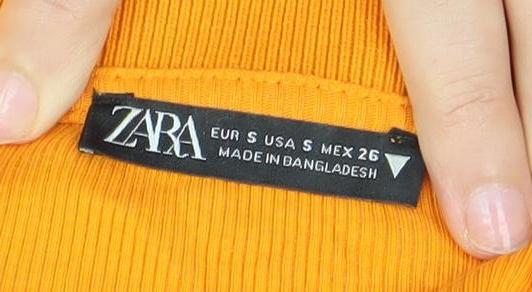 ZARA
EUR S USA S MEX 26
MADE IN BANGLADESH